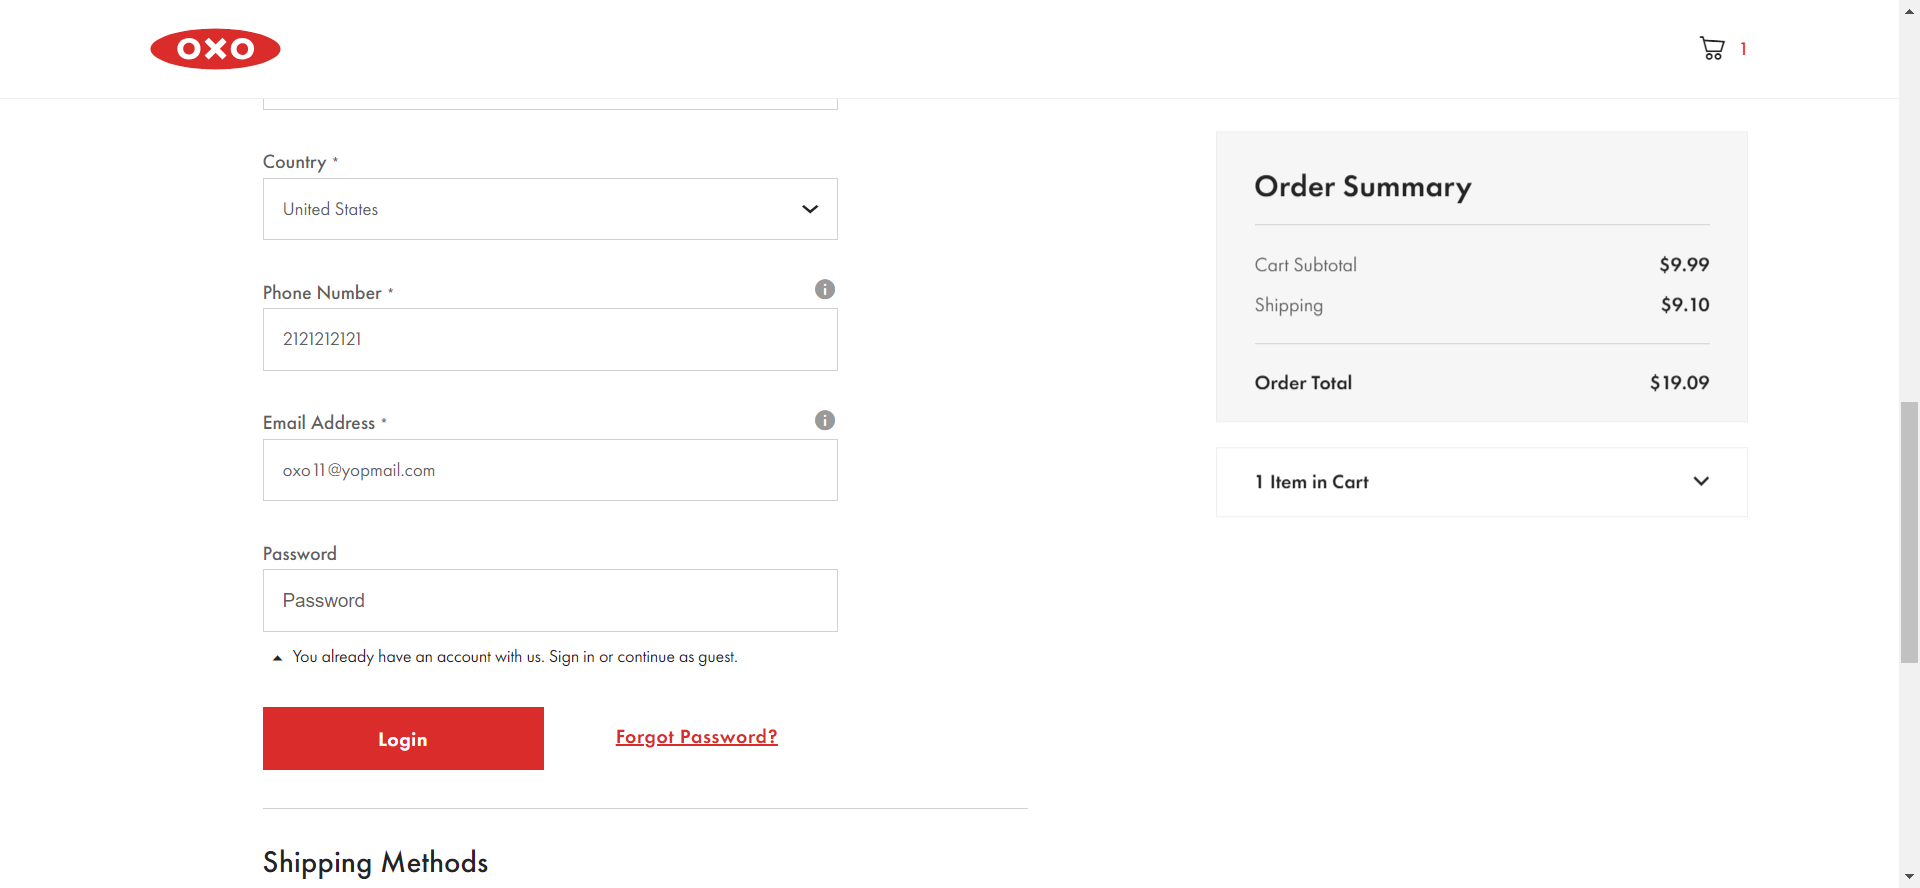 OXO
1
Country *
United States
Phone Number *
i
2121212121
Email Address *
i
oxo11@yopmail.com
Password
Password
You already have an account with us. Sign in or continue as guest.
Login
Forgot Password?
Shipping Methods
Order Summary
Cart Subtotal $9.99
Shipping $9.10
Order Total $19.09
1 Item in Cart